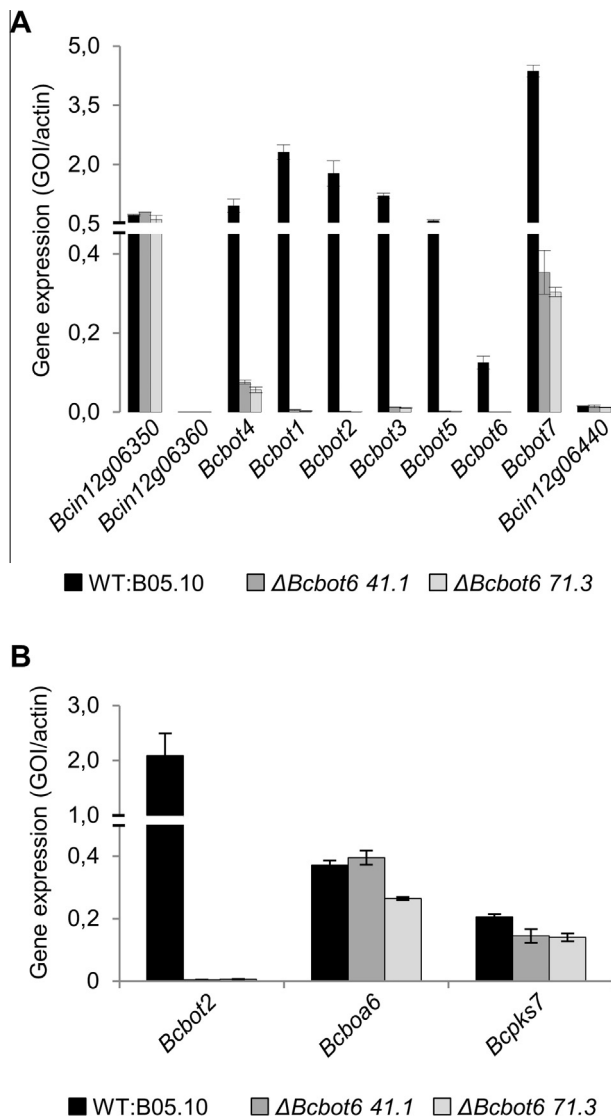 A
Gene expression (GOI/actin)
5,0
3,5
2,0
0,5
0,4
0,2
0,0
Bcin12g06350
Bcin12g06360
Bcbot4
Bcbot1
Bcbot2
Bcbot3
Bcbot5
Bcbot6
Bcbot7
Bcin12g06440
WT:B05.10 ΔBcbot6 41.1 ΔBcbot6 71.3
B
Gene expression (GOI/actin)
3,0
2,0
1,0
0,4
0,2
0
Bcbot2
Bcboa6
Bcpks7
WT:B05.10 ΔBcbot6 41.1 ΔBcbot6 71.3